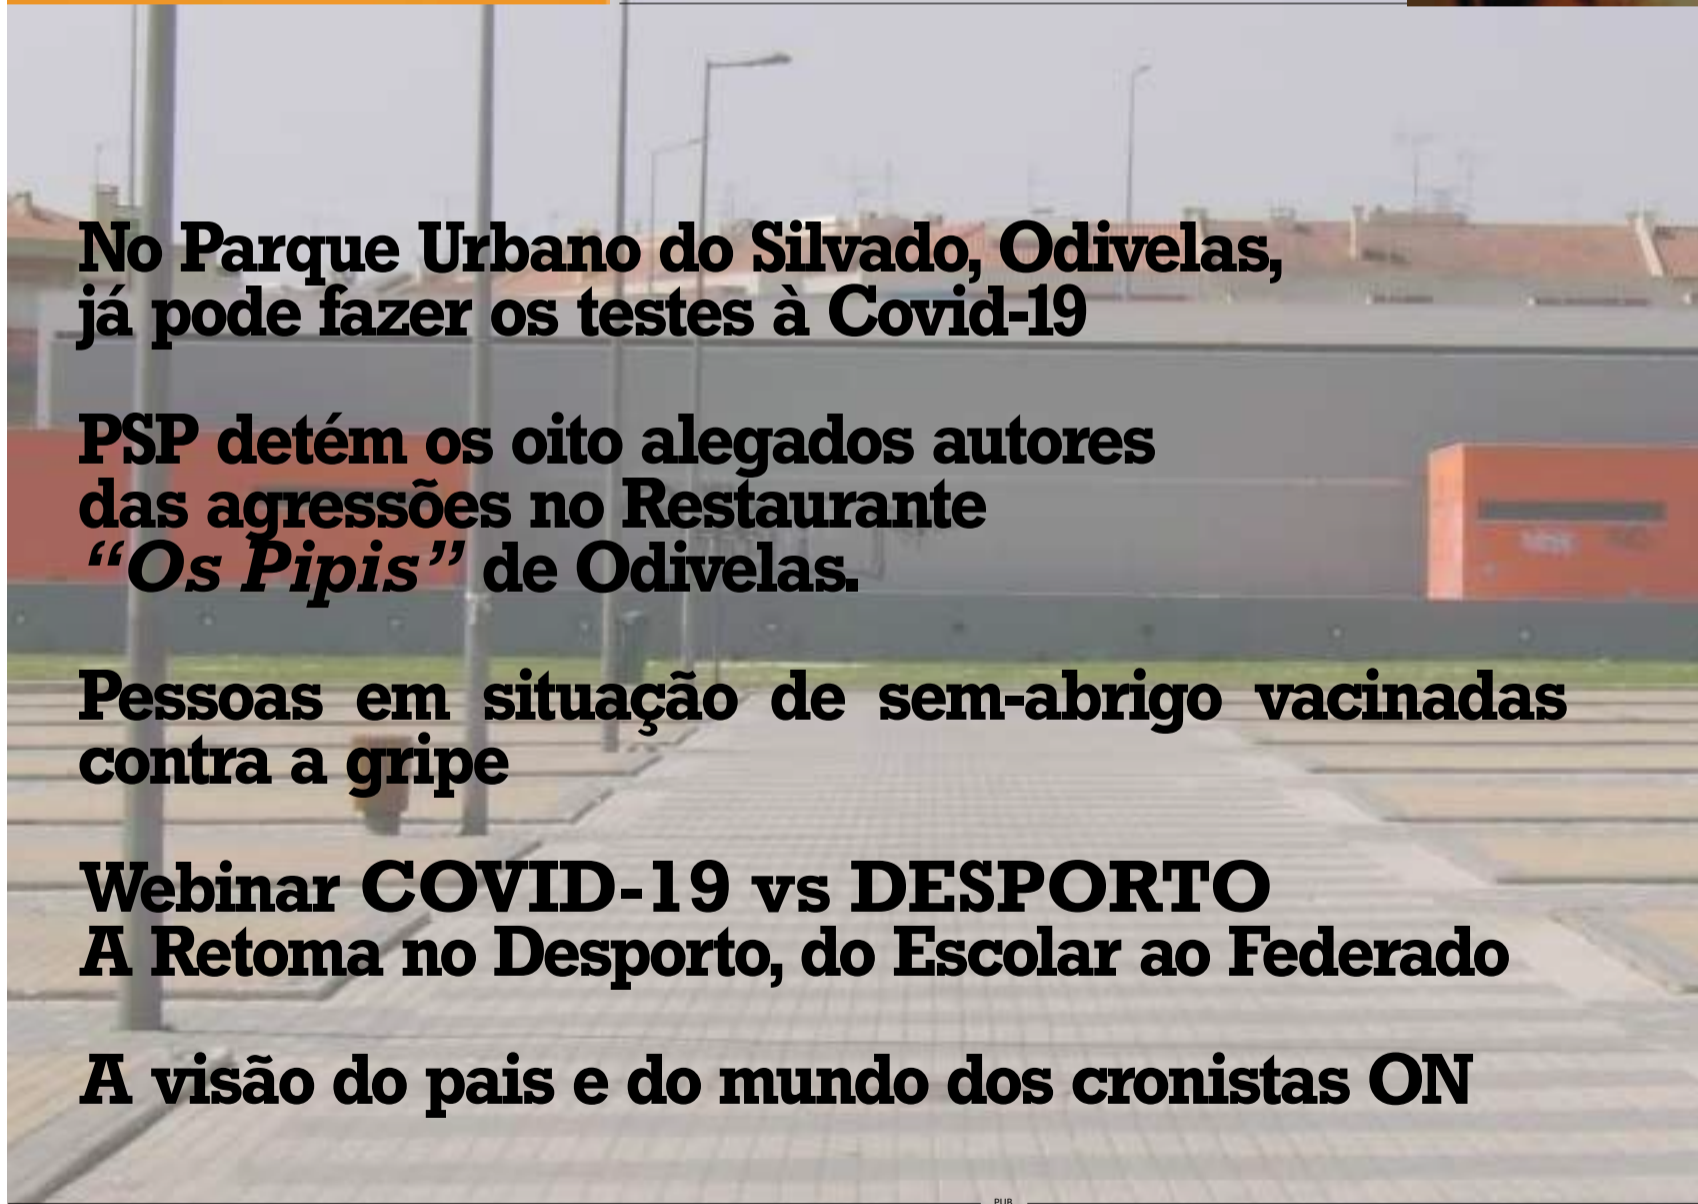 No Parque Urbano do Silvado, Odivelas,
já pode fazer os testes à Covid-19
PSP detém os oito alegados autores
das agressões no Restaurante
“Os Pipis” de Odivelas.
Pessoas em situação de sem-abrigo vacinadas
contra a gripe
Webinar COVID-19 vs DESPORTO
A Retoma no Desporto, do Escolar ao Federado
A visão do pais e do mundo dos cronistas ON
PUB